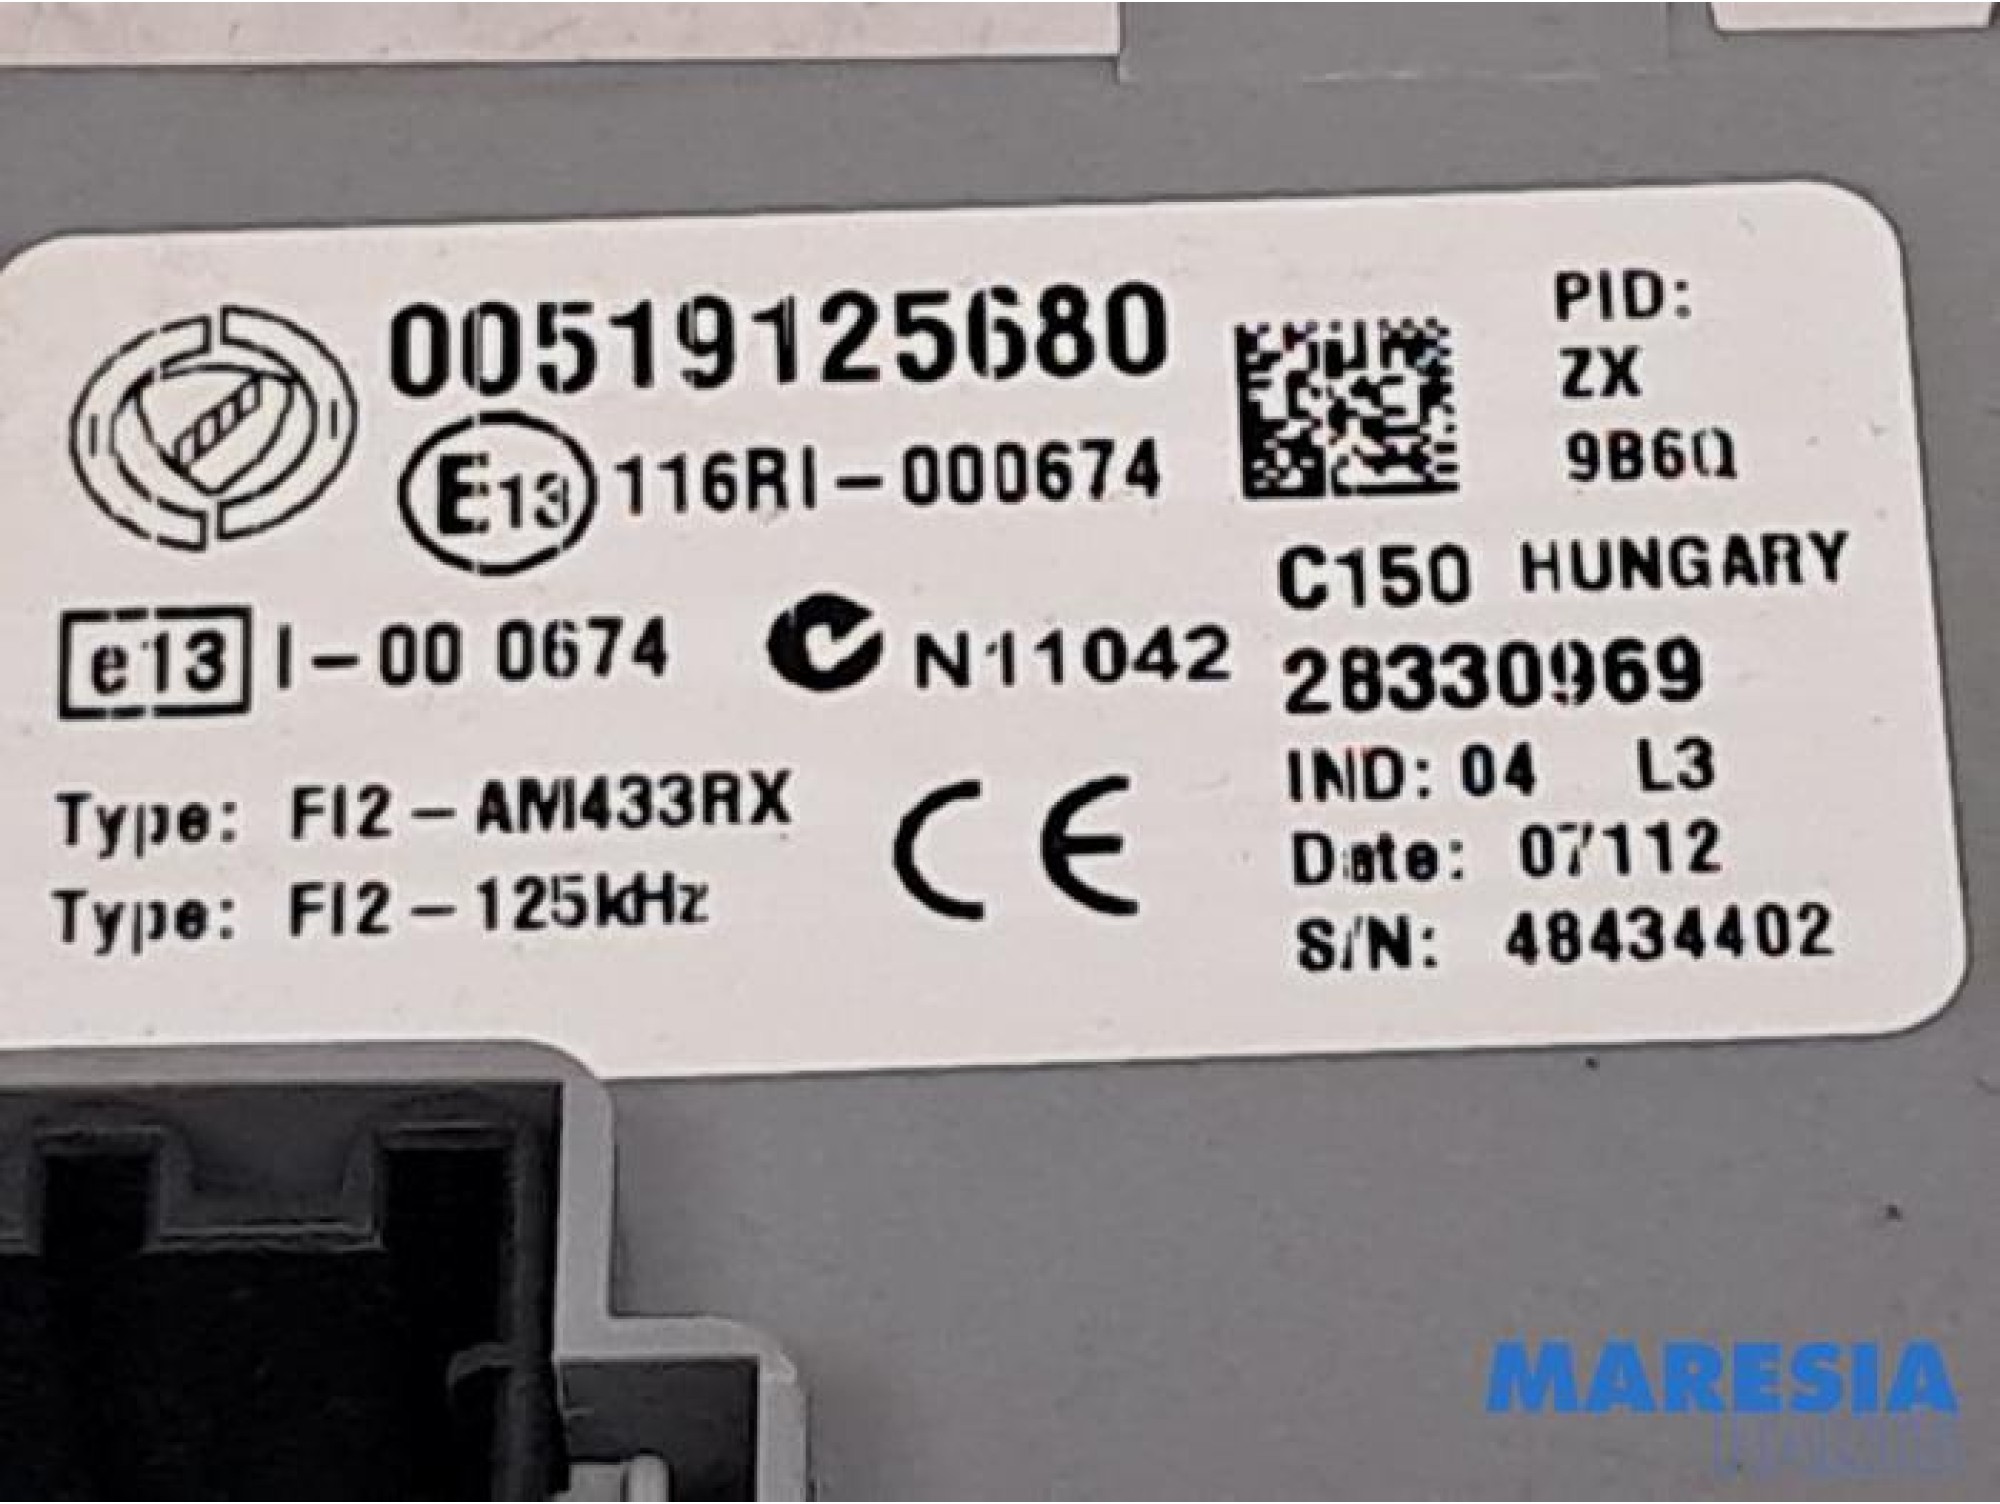 00519125680
E13 116RI-000674
e13 I-00 0674 N11042
Type: FI2-AM433RX
Type: FI2-125kHz
CE
PID:
ZX
9B6Q
C150 HUNGARY
28330969
IND: 04 L3
Date: 07112
S/N: 48434402
MARESIA
PARTS